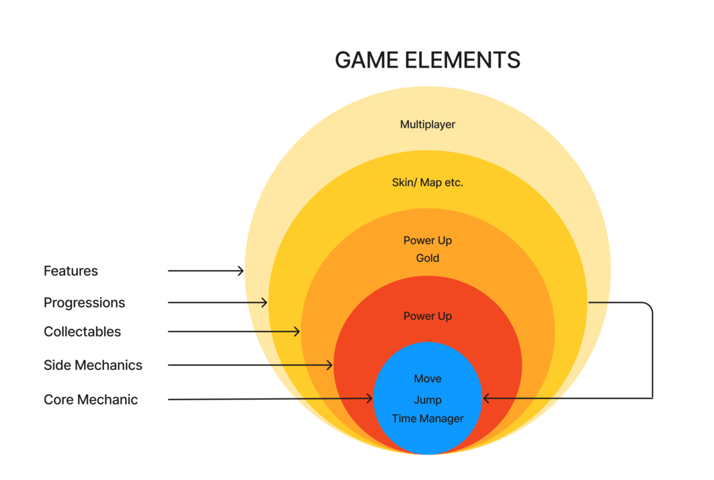 GAME ELEMENTS
Multiplayer
Skin/ Map etc.
Power Up
Gold
Power Up
Move
Jump
Time Manager
Features
Progressions
Collectables
Side Mechanics
Core Mechanic